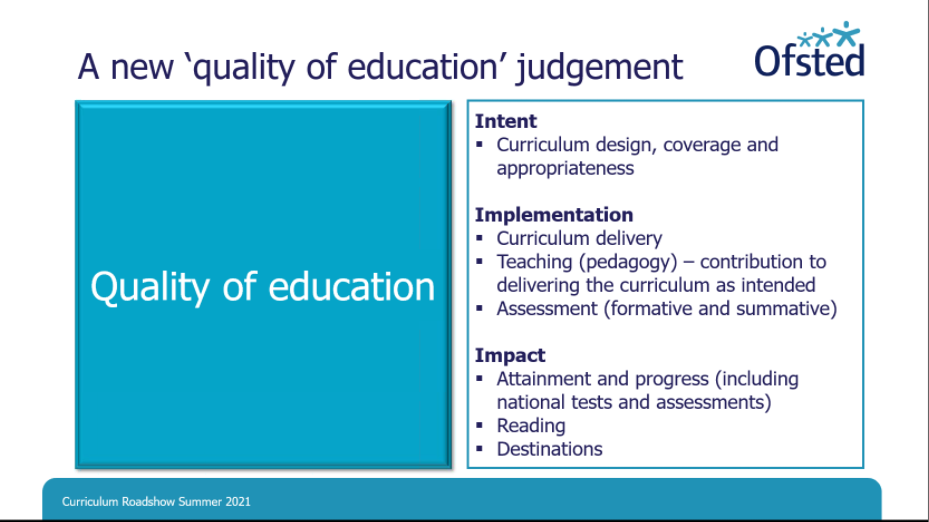 A new ‘quality of education’ judgement
Ofsted
Quality of education
Intent
▪ Curriculum design, coverage and
appropriateness
Implementation
▪ Curriculum delivery
▪ Teaching (pedagogy) – contribution to
delivering the curriculum as intended
▪ Assessment (formative and summative)
Impact
▪ Attainment and progress (including
national tests and assessments)
▪ Reading
▪ Destinations
Curriculum Roadshow Summer 2021